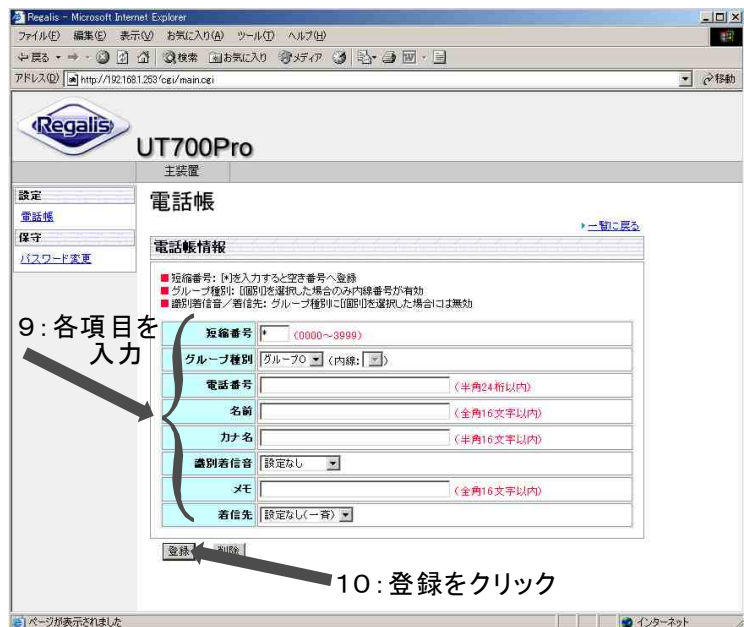 Regalis - Microsoft Internet Explorer
ファイル(F) 編集(E) 表示(V) お気に入り(A) ツール(T) ヘルプ(H)
戻る 検索 お気に入り メディア
アドレス(D) http://192.168.1.253/cgi/main.cgi 移動
Regalis
UT700Pro
主装置
設定
電話帳
保守
パスワード変更
電話帳
一覧に戻る
電話帳情報
短縮番号: [*]を入力すると空き番号へ登録
グループ種別: [個別]を選択した場合のみ内線番号が有効
識別着信音／着信先: グループ種別に[個別]を選択した場合には無効
9:各項目を
入力
短縮番号 * (0000～3999)
グループ種別 グループ0 (内線: )
電話番号 (半角24桁以内)
名前 (全角16文字以内)
カナ名 (半角16文字以内)
識別着信音 設定なし
メモ (全角16文字以内)
着信先 設定なし(一斉)
登録 削除
10:登録をクリック
ページが表示されました インターネット